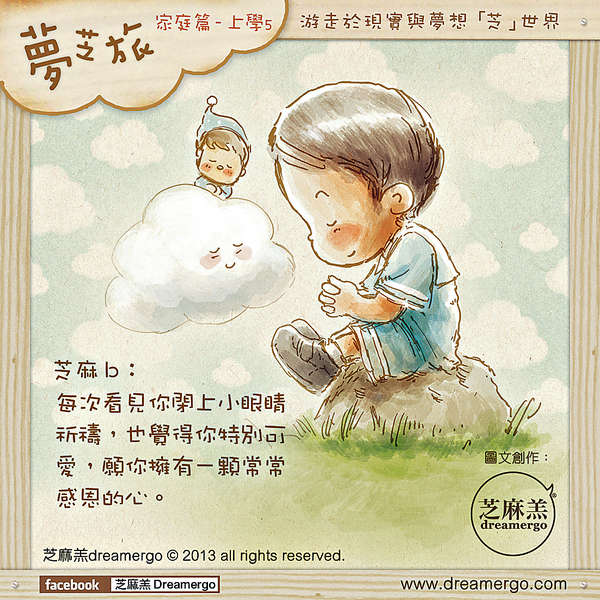 夢芝旅
家庭篇-上學5
游走於現實與夢想「芝」世界
芝麻b：
每次看見你閉上小眼睛
祈禱，也覺得你特別可
愛，願你擁有一顆常常
感恩的心。
圖文創作：
芝麻羔
dreamergo
®
芝麻羔dreamergo © 2013 all rights reserved.
facebook 芝麻羔 Dreamergo
www.dreamergo.com